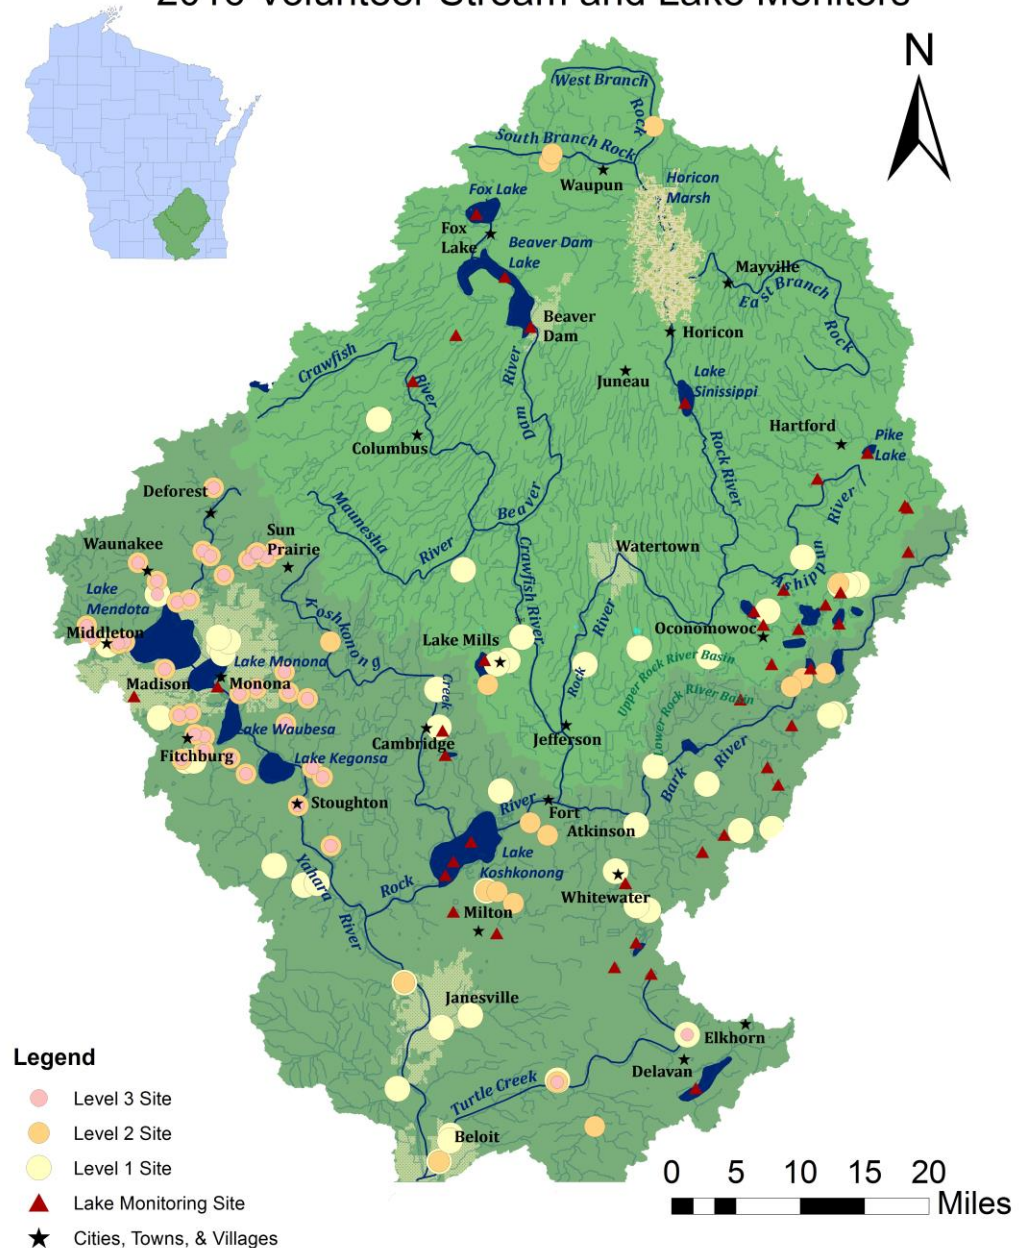 2015 Volunteer Stream and Lake Monitors
N
West Branch
Rock
South Branch Rock
Waupun
Horicon
Marsh
Fox Lake
Fox
Lake
Beaver Dam
Lake
Mayville
East Branch
Rock
Beaver
Dam
Horicon
Crawfish
River
River
Dam
Juneau
Lake
Sinissippi
Columbus
Rock River
Hartford
Pike
Lake
Deforest
Maunesha
River
Beaver
River
Sun
Prairie
Waunakee
Watertown
Ashippun
Lake
Mendota
Koshkonong
Crawfish River
River
Middleton
Lake Mills
Oconomowoc
Lake Monona
Upper Rock River Basin
Madison
Monona
Creek
Rock
Lower Rock River Basin
Lake Waubesa
Cambridge
Jefferson
Fitchburg
Lake Kegonsa
Bark
River
Stoughton
River
Fort
Atkinson
Lake
Koshkonong
Yahara
River
Rock
Whitewater
Milton
Janesville
Elkhorn
Delavan
Turtle Creek
Beloit
Legend
Level 3 Site
Level 2 Site
Level 1 Site
Lake Monitoring Site
Cities, Towns, & Villages
0 5 10 15 20
Miles